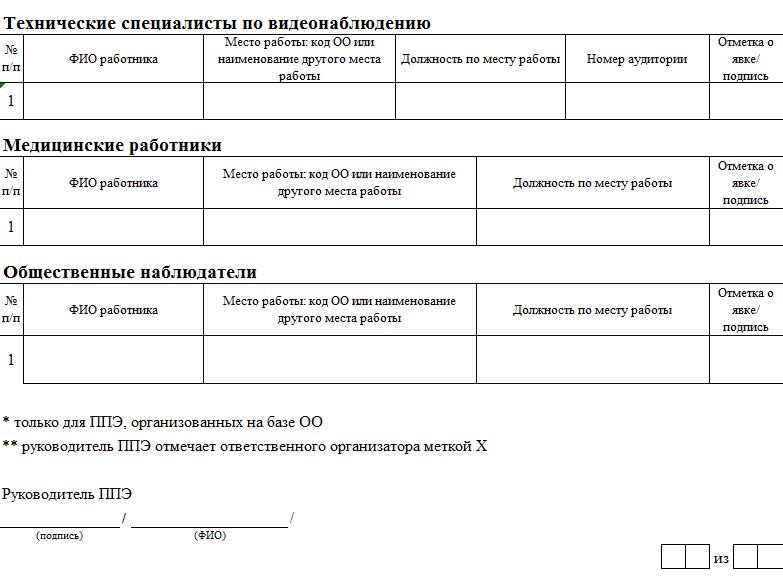 Технические специалисты по видеонаблюдению
№ п/п ФИО работника Место работы: код ОО или наименование другого места работы Должность по месту работы Номер аудитории Отметка о явке/ подпись
1
Медицинские работники
№ п/п ФИО работника Место работы: код ОО или наименование другого места работы Должность по месту работы Отметка о явке/ подпись
1
Общественные наблюдатели
№ п/п ФИО работника Место работы: код ОО или наименование другого места работы Должность по месту работы Отметка о явке/ подпись
1
* только для ППЭ, организованных на базе ОО
** руководитель ППЭ отмечает ответственного организатора меткой Х
Руководитель ППЭ
/ /
(подпись) (ФИО)
из